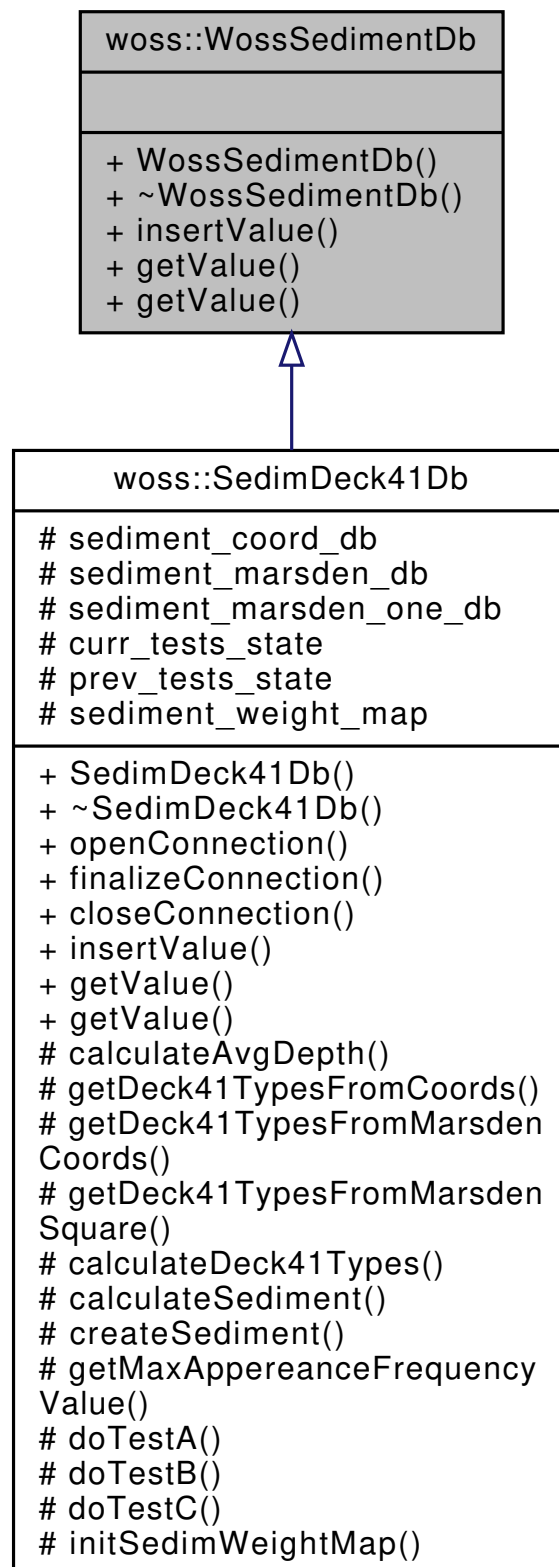 woss::WossSedimentDb
+ WossSedimentDb()
+ ~WossSedimentDb()
+ insertValue()
+ getValue()
+ getValue()
woss::SedimDeck41Db
# sediment_coord_db
# sediment_marsden_db
# sediment_marsden_one_db
# curr_tests_state
# prev_tests_state
# sediment_weight_map
+ SedimDeck41Db()
+ ~SedimDeck41Db()
+ openConnection()
+ finalizeConnection()
+ closeConnection()
+ insertValue()
+ getValue()
+ getValue()
# calculateAvgDepth()
# getDeck41TypesFromCoords()
# getDeck41TypesFromMarsden
Coords()
# getDeck41TypesFromMarsden
Square()
# calculateDeck41Types()
# calculateSediment()
# createSediment()
# getMaxAppereanceFrequency
Value()
# doTestA()
# doTestB()
# doTestC()
# initSedimWeightMap()